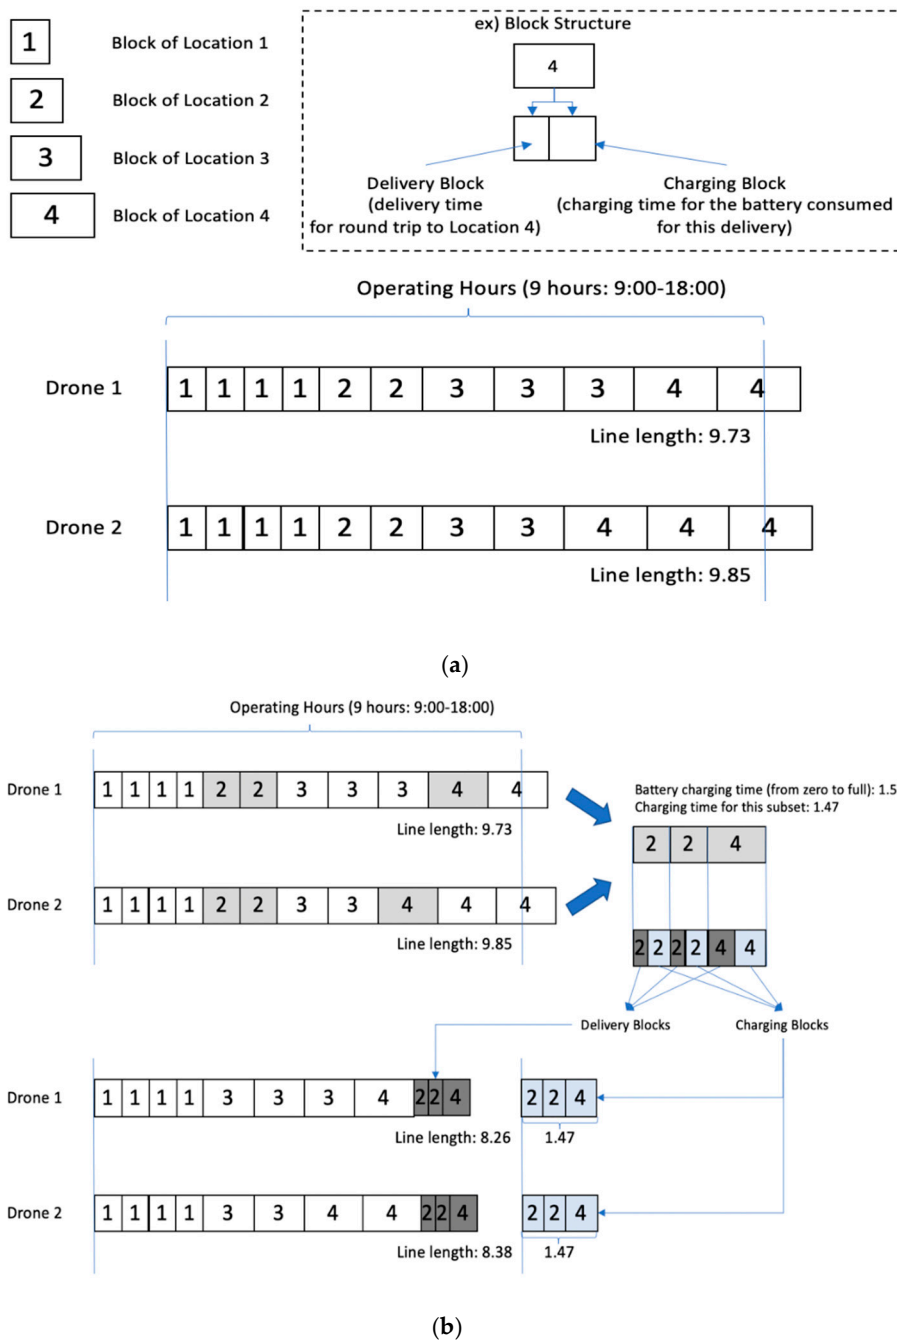 1 Block of Location 1
2 Block of Location 2
3 Block of Location 3
4 Block of Location 4
ex) Block Structure
4
Delivery Block
(delivery time
for round trip to Location 4)
Charging Block
(charging time for the battery consumed
for this delivery)
Operating Hours (9 hours: 9:00-18:00)
Drone 1 1 1 1 1 2 2 3 3 3 4 4
Line length: 9.73
Drone 2 1 1 1 1 2 2 3 3 4 4 4
Line length: 9.85
(a)
Operating Hours (9 hours: 9:00-18:00)
Drone 1 1 1 1 1 2 2 3 3 3 4 4
Line length: 9.73
Battery charging time (from zero to full): 1.5
Charging time for this subset: 1.47
2 2 4
Drone 2 1 1 1 1 2 2 3 3 4 4 4
Line length: 9.85
2 2 2 2 4 4
Delivery Blocks Charging Blocks
Drone 1 1 1 1 1 3 3 3 4 2 2 4 2 2 4
Line length: 8.26 1.47
Drone 2 1 1 1 1 3 3 4 4 2 2 4 2 2 4
Line length: 8.38 1.47
(b)